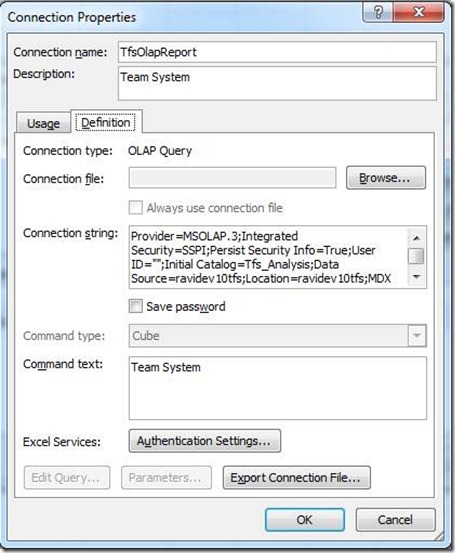 Connection Properties
?
Connection name: TfsOlapReport
Description: Team System
Usage Definition
Connection type: OLAP Query
Connection file: Browse...
Always use connection file
Connection string: Provider=MSOLAP.3;Integrated
Security=SSPI;Persist Security Info=True;User
ID="";Initial Catalog=Tfs_Analysis;Data
Source=ravidev10tfs;Location=ravidev10tfs;MDX
Save password
Command type: Cube
Command text: Team System
Excel Services: Authentication Settings...
Edit Query... Parameters... Export Connection File...
OK Cancel